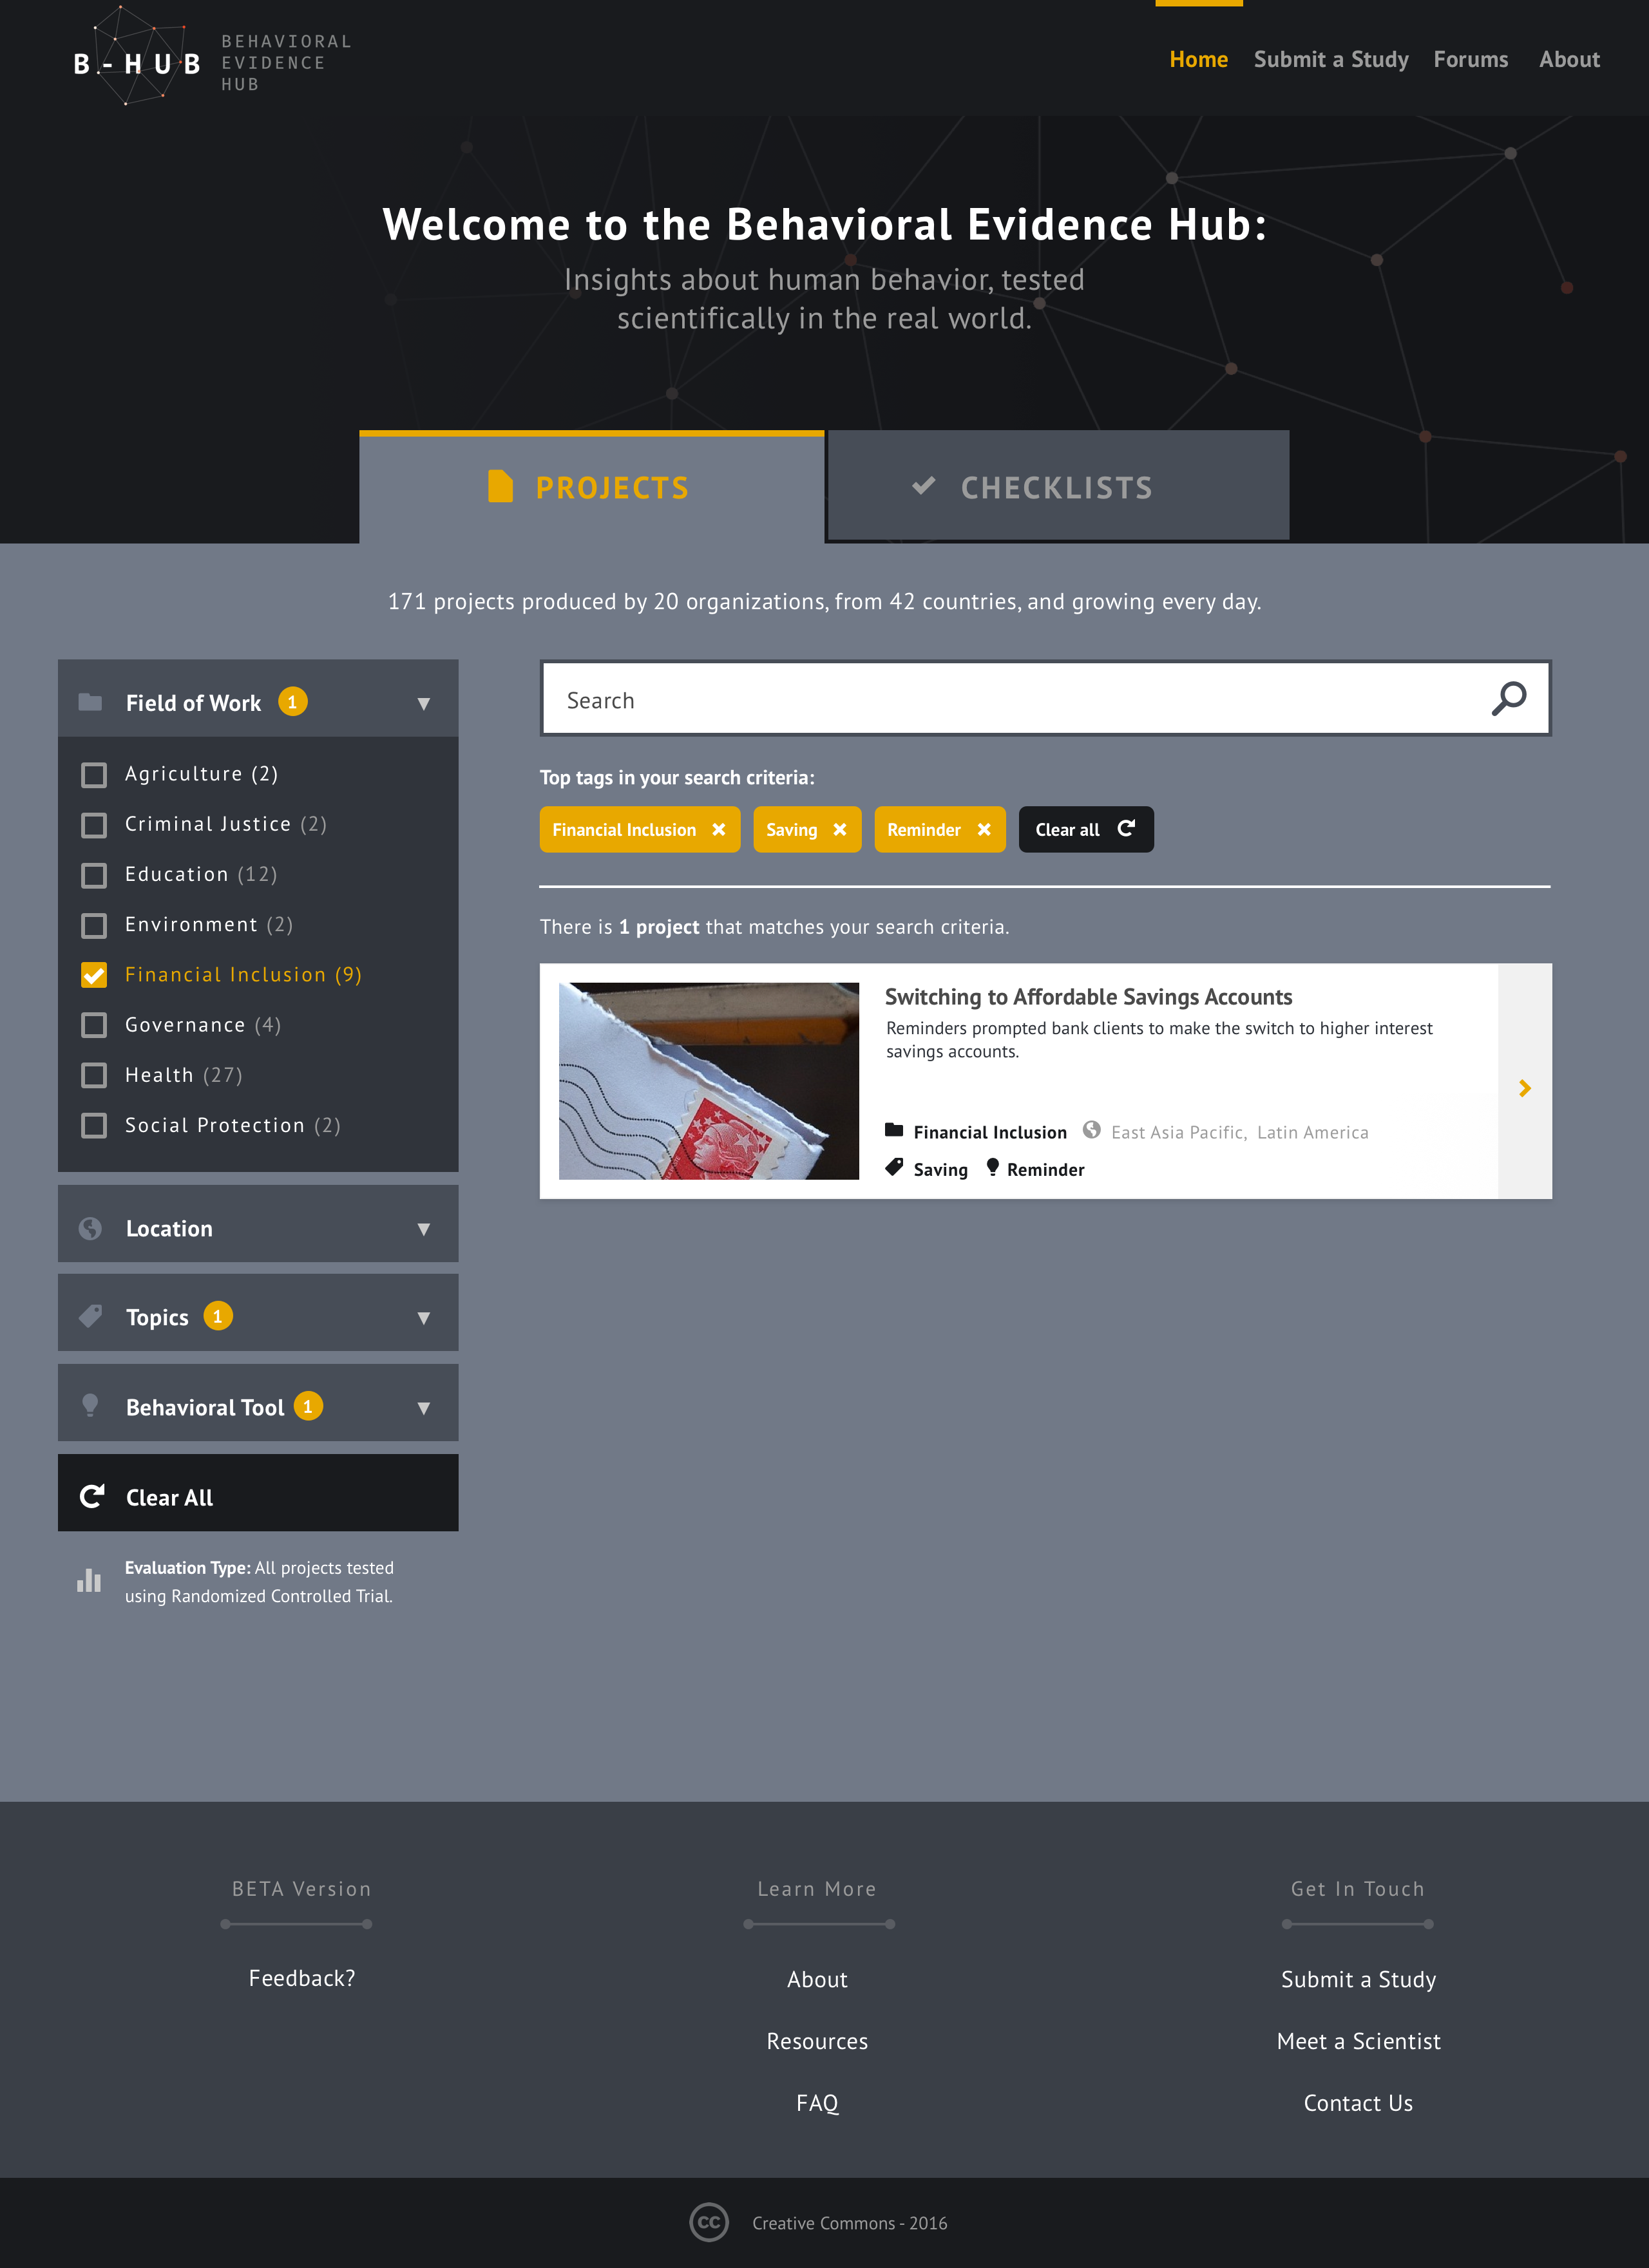 B-HUB
BEHAVIORAL
EVIDENCE
HUB
Home Submit a Study Forums About
Welcome to the Behavioral Evidence Hub:
Insights about human behavior, tested
scientifically in the real world.
PROJECTS
CHECKLISTS
171 projects produced by 20 organizations, from 42 countries, and growing every day.
Field of Work 1
Agriculture (2)
Criminal Justice (2)
Education (12)
Environment (2)
Financial Inclusion (9)
Governance (4)
Health (27)
Social Protection (2)
Location
Topics 1
Behavioral Tool 1
Clear All
Evaluation Type: All projects tested
using Randomized Controlled Trial.
Search
Top tags in your search criteria:
Financial Inclusion Saving Reminder Clear all
There is 1 project that matches your search criteria.
Switching to Affordable Savings Accounts
Reminders prompted bank clients to make the switch to higher interest
savings accounts.
Financial Inclusion East Asia Pacific, Latin America
Saving Reminder
BETA Version
Feedback?
Learn More
About
Resources
FAQ
Get In Touch
Submit a Study
Meet a Scientist
Contact Us
CC Creative Commons - 2016